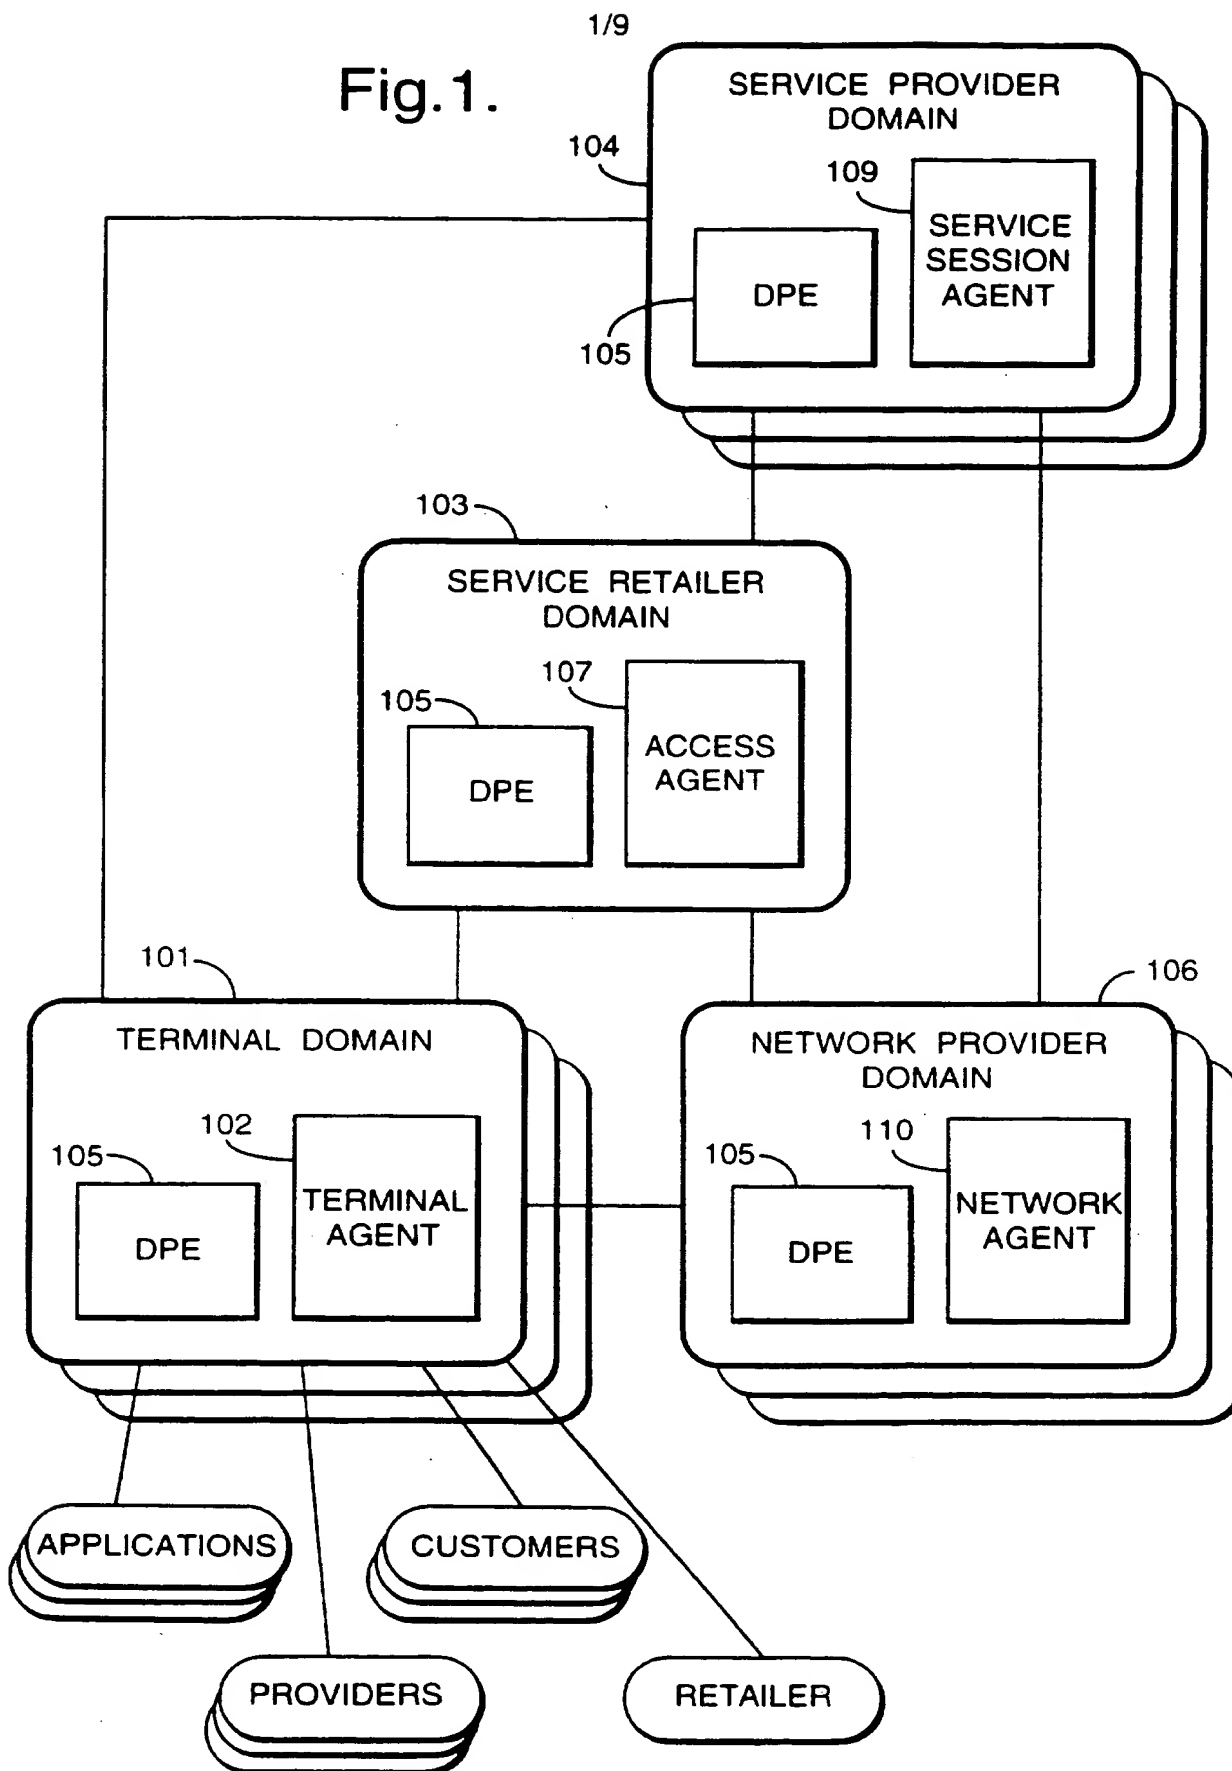 1/9
Fig.1.
SERVICE PROVIDER
DOMAIN
104
109
SERVICE
SESSION
AGENT
DPE
105
103
SERVICE RETAILER
DOMAIN
107
105
ACCESS
AGENT
DPE
101
106
TERMINAL DOMAIN
NETWORK PROVIDER
DOMAIN
102
110
105
105
TERMINAL
AGENT
NETWORK
AGENT
DPE
DPE
APPLICATIONS
CUSTOMERS
PROVIDERS
RETAILER